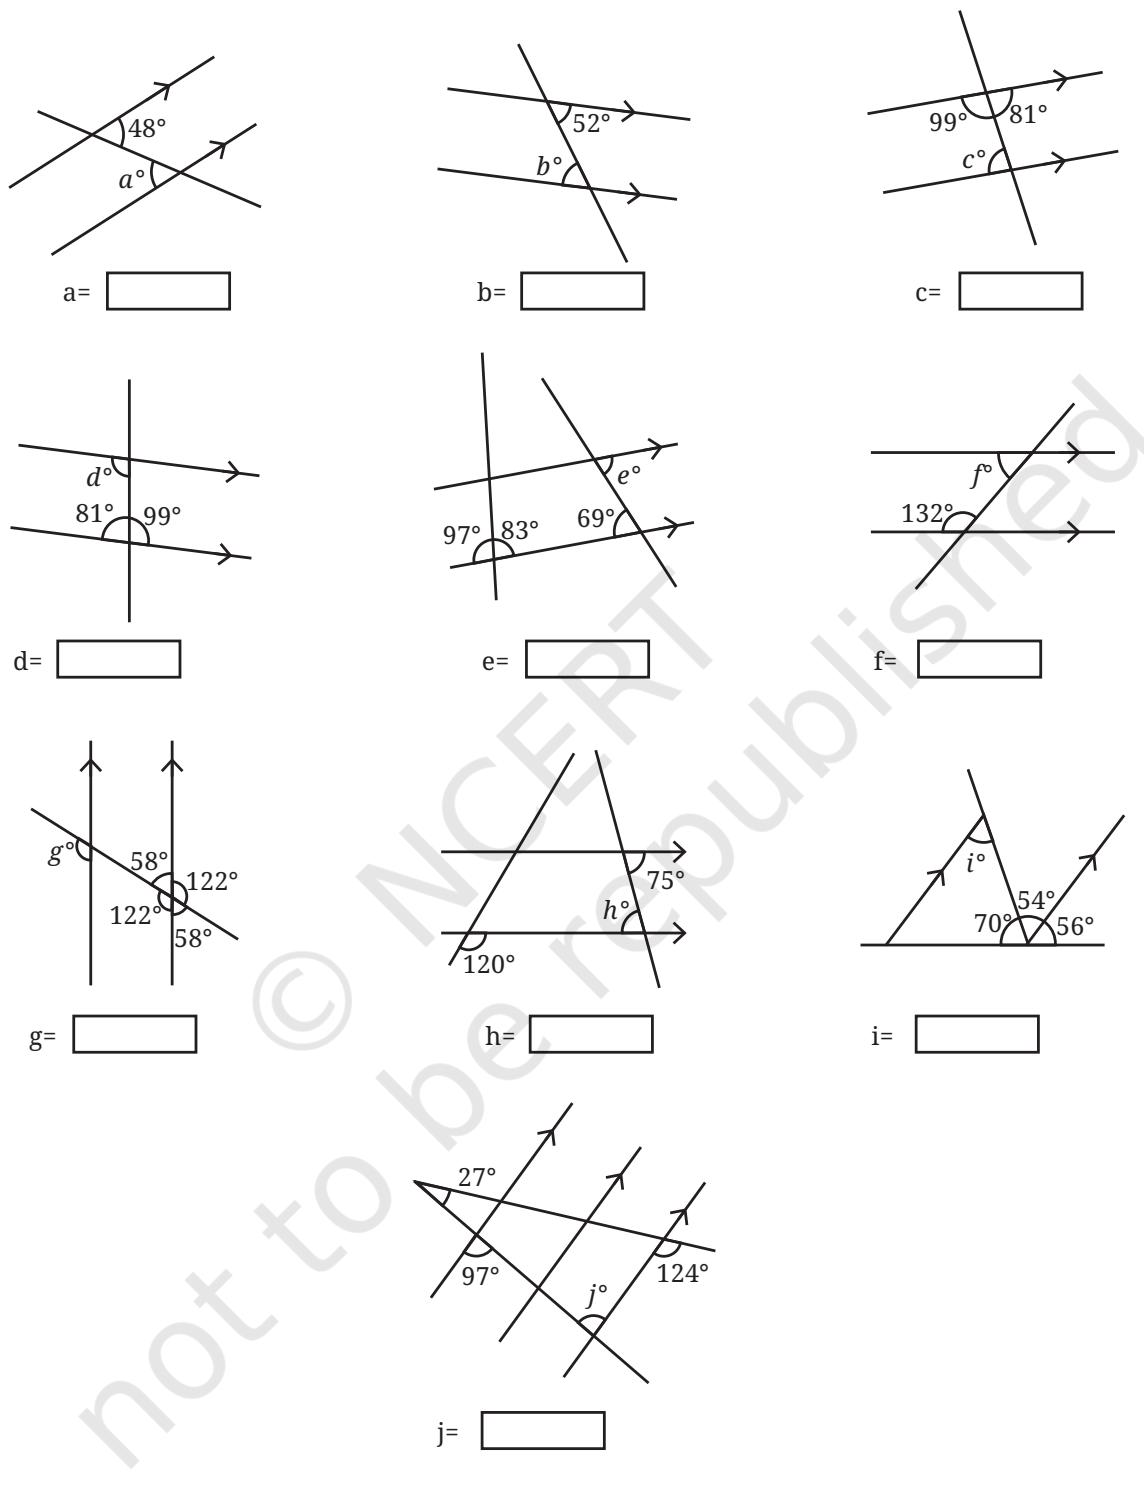 48°
a°
52°
b°
99° 81°
c°
a=
b=
c=
d°
81° 99°
e°
97° 83° 69°
f°
132°
d=
e=
f=
g°
58°
122°
122°
58°
75°
h°
120°
i°
54°
70° 56°
g=
h=
i=
27°
97°
124°
j°
j=
© NCERT
not to be republished